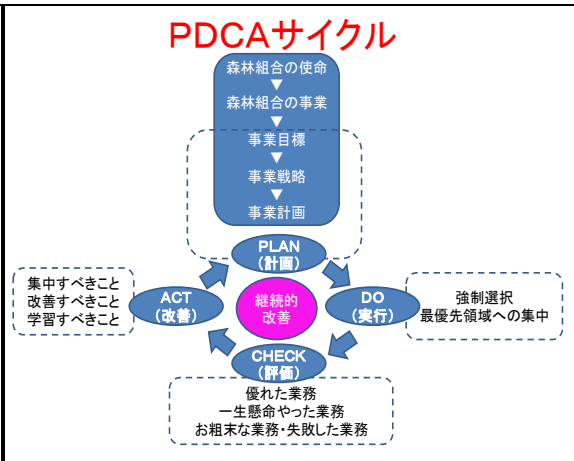 PDCAサイクル
森林組合の使命
▼
森林組合の事業
▼
事業目標
▼
事業戦略
▼
事業計画
PLAN
(計画)
集中すべきこと
改善すべきこと
学習すべきこと
ACT
(改善)
継続的
改善
DO
(実行)
強制選択
最優先領域への集中
CHECK
(評価)
優れた業務
一生懸命やった業務
お粗末な業務・失敗した業務